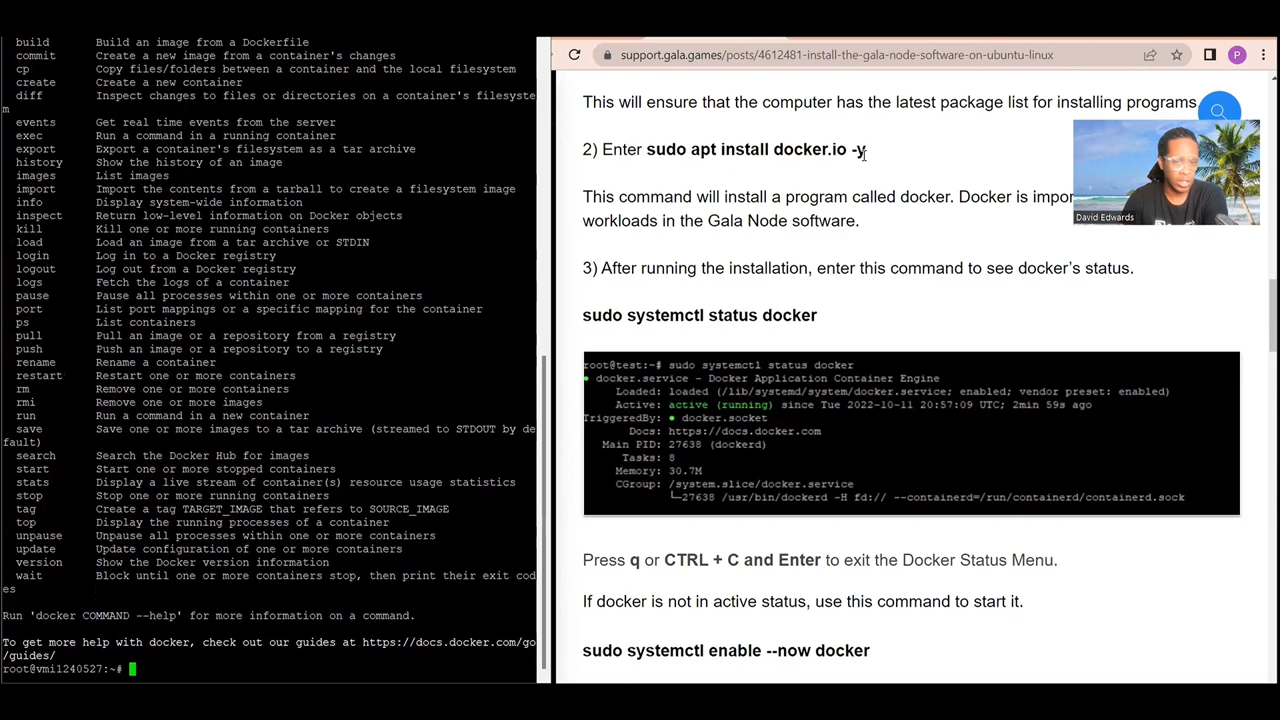 build Build an image from a Dockerfile
commit Create a new image from a container's changes
cp Copy files/folders between a container and the local filesystem
create Create a new container
diff Inspect changes to files or directories on a container's filesyste
m
events Get real time events from the server
exec Run a command in a running container
export Export a container's filesystem as a tar archive
history Show the history of an image
images List images
import Import the contents from a tarball to create a filesystem image
info Display system-wide information
inspect Return low-level information on Docker objects
kill Kill one or more running containers
load Load an image from a tar archive or STDIN
login Log in to a Docker registry
logout Log out from a Docker registry
logs Fetch the logs of a container
pause Pause all processes within one or more containers
port List port mappings or a specific mapping for the container
ps List containers
pull Pull an image or a repository from a registry
push Push an image or a repository to a registry
rename Rename a container
restart Restart one or more containers
rm Remove one or more containers
rmi Remove one or more images
run Run a command in a new container
save Save one or more images to a tar archive (streamed to STDOUT by de
fault)
search Search the Docker Hub for images
start Start one or more stopped containers
stats Display a live stream of container(s) resource usage statistics
stop Stop one or more running containers
tag Create a tag TARGET_IMAGE that refers to SOURCE_IMAGE
top Display the running processes of a container
unpause Unpause all processes within one or more containers
update Update configuration of one or more containers
version Show the Docker version information
wait Block until one or more containers stop, then print their exit cod
es
Run 'docker COMMAND --help' for more information on a command.
To get more help with docker, check out our guides at https://docs.docker.com/go
/guides/
root@vmi1240527:~#
support.gala.games/posts/4612481-install-the-gala-node-software-on-ubuntu-linux
P
This will ensure that the computer has the latest package list for installing programs.
2) Enter sudo apt install docker.io -y
This command will install a program called docker. Docker is impor
workloads in the Gala Node software.
David Edwards
3) After running the installation, enter this command to see docker’s status.
sudo systemctl status docker
root@test:~# sudo systemctl status docker
● docker.service - Docker Application Container Engine
Loaded: loaded (/lib/systemd/system/docker.service; enabled; vendor preset: enabled)
Active: active (running) since Tue 2022-10-11 20:57:09 UTC; 2min 59s ago
TriggeredBy: ● docker.socket
Docs: https://docs.docker.com
Main PID: 27638 (dockerd)
Tasks: 8
Memory: 30.7M
CGroup: /system.slice/docker.service
└─27638 /usr/bin/dockerd -H fd:// --containerd=/run/containerd/containerd.sock
Press q or CTRL + C and Enter to exit the Docker Status Menu.
If docker is not in active status, use this command to start it.
sudo systemctl enable --now docker